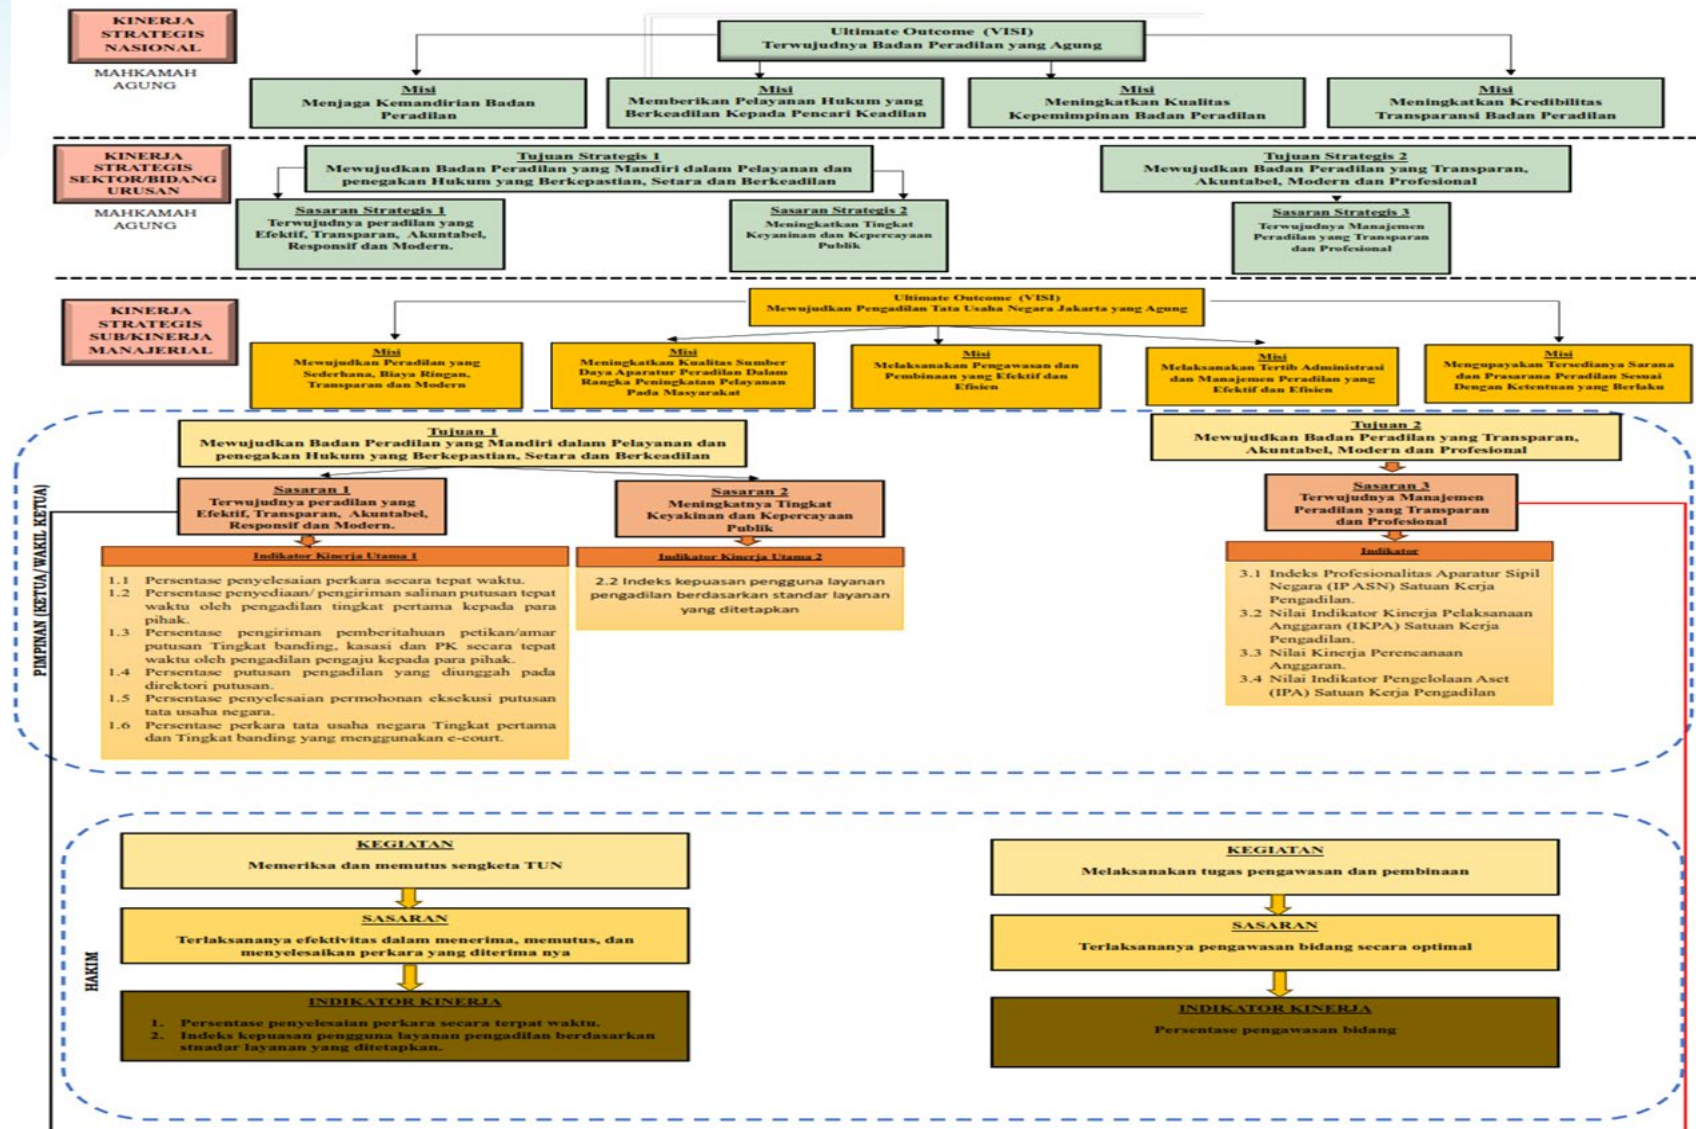 KINERJA
STRATEGIS
NASIONAL
MAHKAMAH
AGUNG
Ultimate Outcome (VISI)
Terwujudnya Badan Peradilan yang Agung
Misi
Menjaga Kemandirian Badan
Peradilan
Misi
Memberikan Pelayanan Hukum yang
Berkeadilan Kepada Pencari Keadilan
Misi
Meningkatkan Kualitas
Kepemimpinan Badan Peradilan
Misi
Meningkatkan Kredibilitas
Transparansi Badan Peradilan
KINERJA
STRATEGIS
SEKTOR/BIDANG
URUSAN
MAHKAMAH
AGUNG
Tujuan Strategis 1
Mewujudkan Badan Peradilan yang Mandiri dalam Pelayanan dan
penegakan Hukum yang Berkepastian, Setara dan Berkeadilan
Tujuan Strategis 2
Mewujudkan Badan Peradilan yang Transparan,
Akuntabel, Modern dan Profesional
Sasaran Strategis 1
Terwujudnya peradilan yang
Efektif, Transparan, Akuntabel,
Responsif dan Modern.
Sasaran Strategis 2
Meningkatkan Tingkat
Keyaninan dan Kepercayaan
Publik
Sasaran Strategis 3
Terwujudnya Manajemen
Peradilan yang Transparan
dan Profesional
KINERJA
STRATEGIS
SUB/KINERJA
MANAJERIAL
Ultimate Outcome (VISI)
Mewujudkan Pengadilan Tata Usaha Negara Jakarta yang Agung
Misi
Mewujudkan Peradilan yang
Sederhana, Biaya Ringan,
Transparan dan Modern
Misi
Meningkatkan Kualitas Sumber
Daya Aparatur Peradilan Dalam
Rangka Peningkatan Pelayanan
Pada Masyarakat
Misi
Melaksanakan Pengawasan dan
Pembinaan yang Efektif dan
Efisien
Misi
Melaksanakan Tertib Administrasi
dan Manajemen Peradilan yang
Efektif dan Efisien
Misi
Mengupayakan Tersedianya Sarana
dan Prasarana Peradilan Sesuai
Dengan Ketentuan yang Berlaku
PIMPINAN (KETUA/WAKIL KETUA)
Tujuan 1
Mewujudkan Badan Peradilan yang Mandiri dalam Pelayanan dan
penegakan Hukum yang Berkepastian, Setara dan Berkeadilan
Tujuan 2
Mewujudkan Badan Peradilan yang Transparan,
Akuntabel, Modern dan Profesional
Sasaran 1
Terwujudnya peradilan yang
Efektif, Transparan, Akuntabel,
Responsif dan Modern.
Sasaran 2
Meningkatnya Tingkat
Keyakinan dan Kepercayaan
Publik
Sasaran 3
Terwujudnya Manajemen
Peradilan yang Transparan
dan Profesional
Indikator Kinerja Utama 1
1.1 Persentase penyelesaian perkara secara tepat waktu.
1.2 Persentase penyediaan/ pengiriman salinan putusan tepat
waktu oleh pengadilan tingkat pertama kepada para
pihak.
1.3 Persentase pengiriman pemberitahuan petikan/amar
putusan Tingkat banding, kasasi dan PK secara tepat
waktu oleh pengadilan pengaju kepada para pihak.
1.4 Persentase putusan pengadilan yang diunggah pada
direktori putusan.
1.5 Persentase penyelesaian permohonan eksekusi putusan
tata usaha negara.
1.6 Persentase perkara tata usaha negara Tingkat pertama
dan Tingkat banding yang menggunakan e-court.
Indikator Kinerja Utama 2
2.2 Indeks kepuasan pengguna layanan
pengadilan berdasarkan standar layanan
yang ditetapkan
Indikator
3.1 Indeks Profesionalitas Aparatur Sipil
Negara (IP ASN) Satuan Kerja
Pengadilan.
3.2 Nilai Indikator Kinerja Pelaksanaan
Anggaran (IKPA) Satuan Kerja
Pengadilan.
3.3 Nilai Kinerja Perencanaan
Anggaran.
3.4 Nilai Indikator Pengelolaan Aset
(IPA) Satuan Kerja Pengadilan
HAKIM
KEGIATAN
Memeriksa dan memutus sengketa TUN
SASARAN
Terlaksananya efektivitas dalam menerima, memutus, dan
menyelesaikan perkara yang diterima nya
INDIKATOR KINERJA
1. Persentase penyelesaian perkara secara terpat waktu.
2. Indeks kepuasan pengguna layanan pengadilan berdasarkan
stnadar layanan yang ditetapkan.
KEGIATAN
Melaksanakan tugas pengawasan dan pembinaan
SASARAN
Terlaksananya pengawasan bidang secara optimal
INDIKATOR KINERJA
Persentase pengawasan bidang